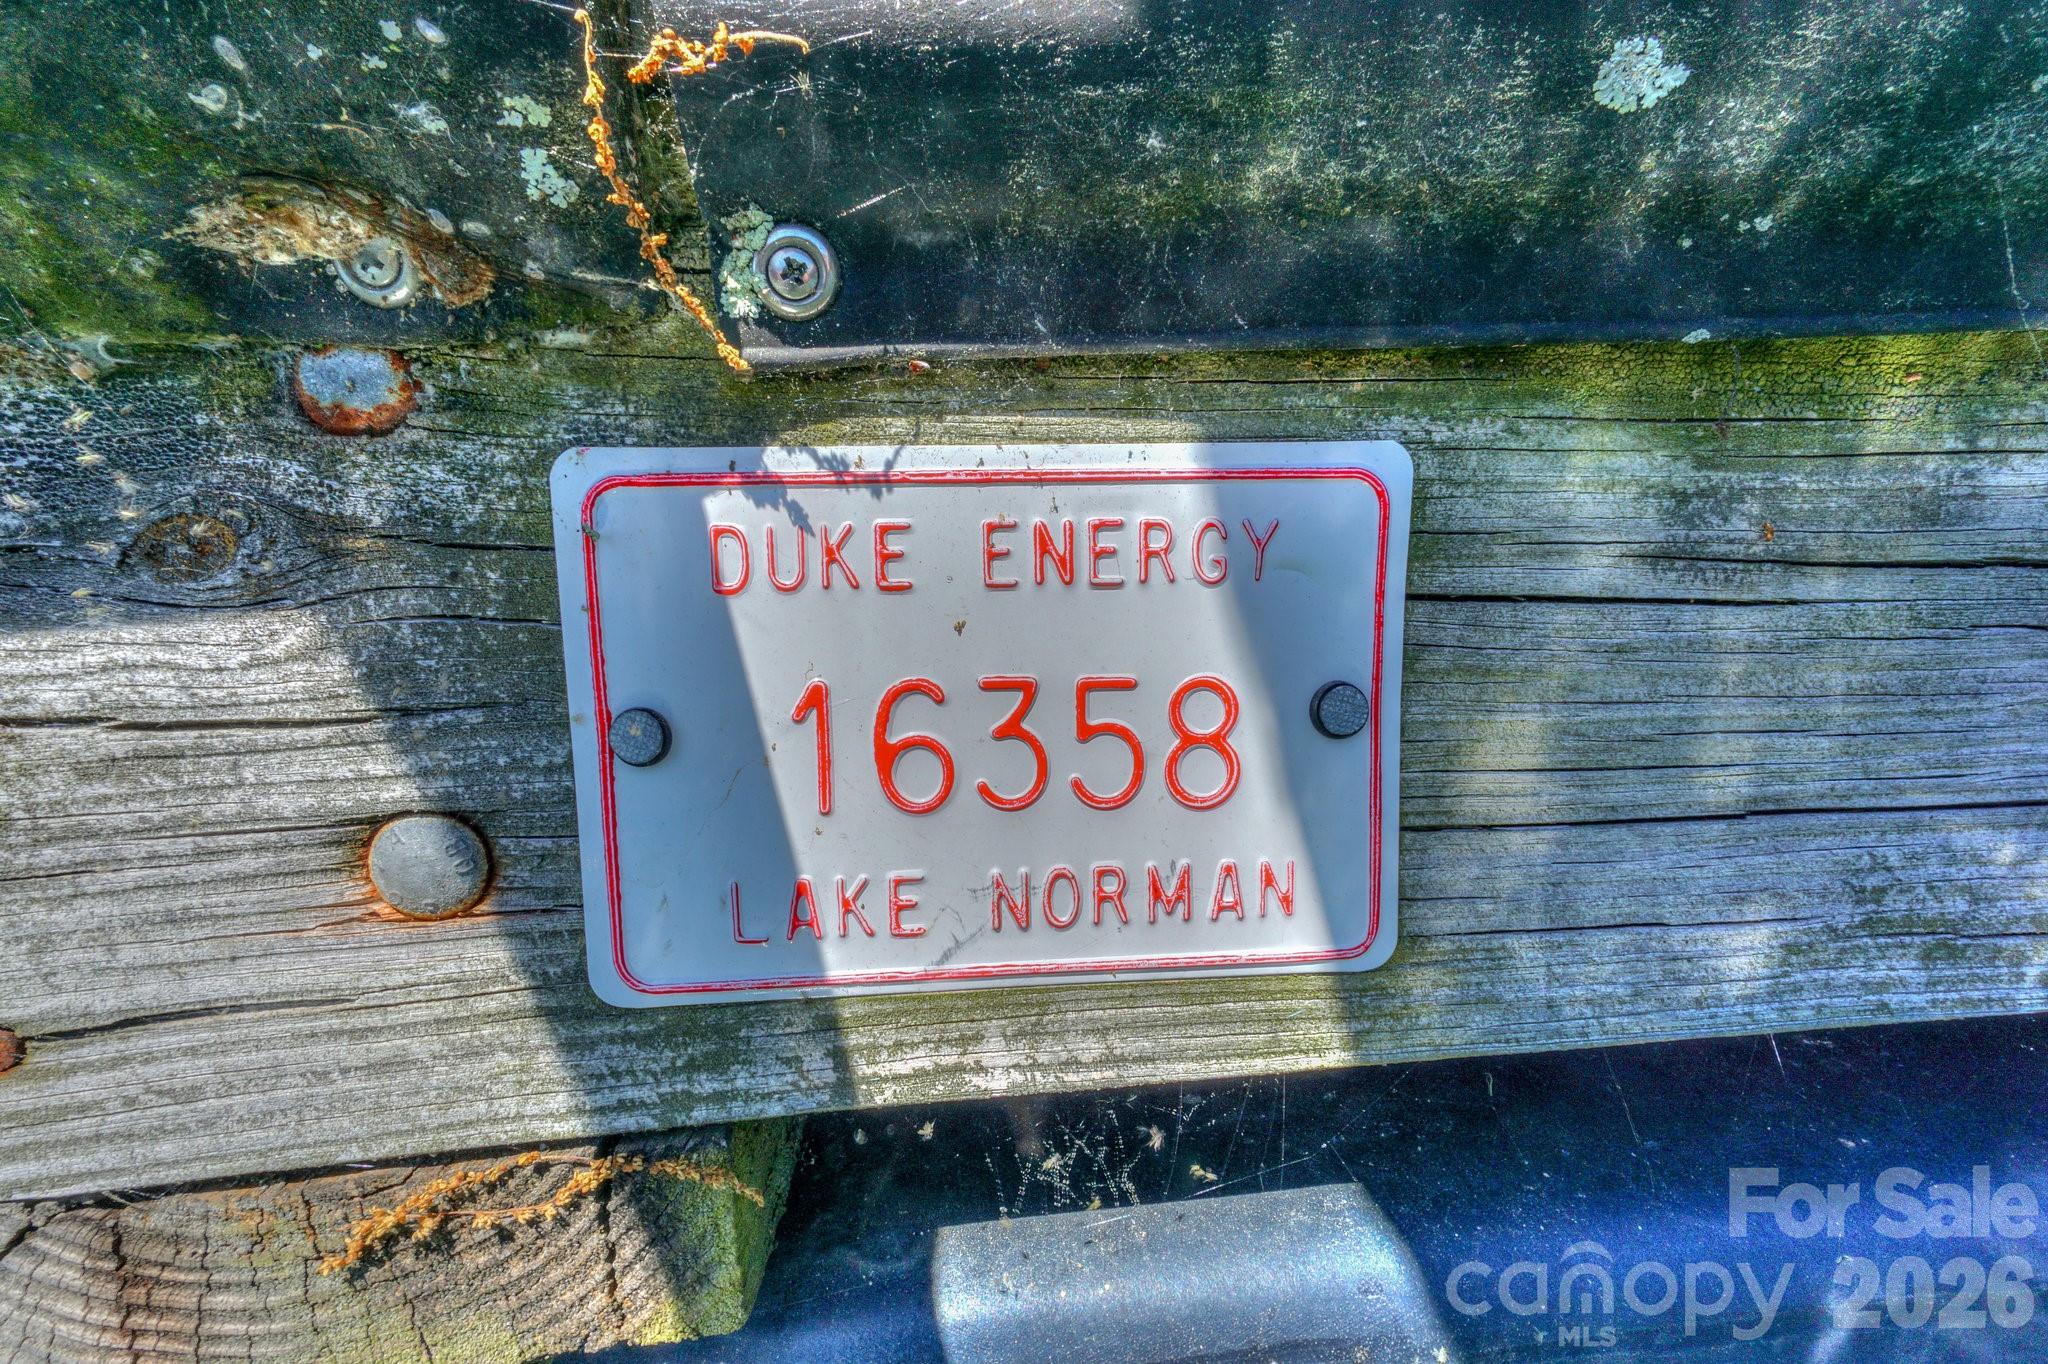 DUKE ENERGY
16358
LAKE NORMAN
For Sale
canopy 2026
MLS